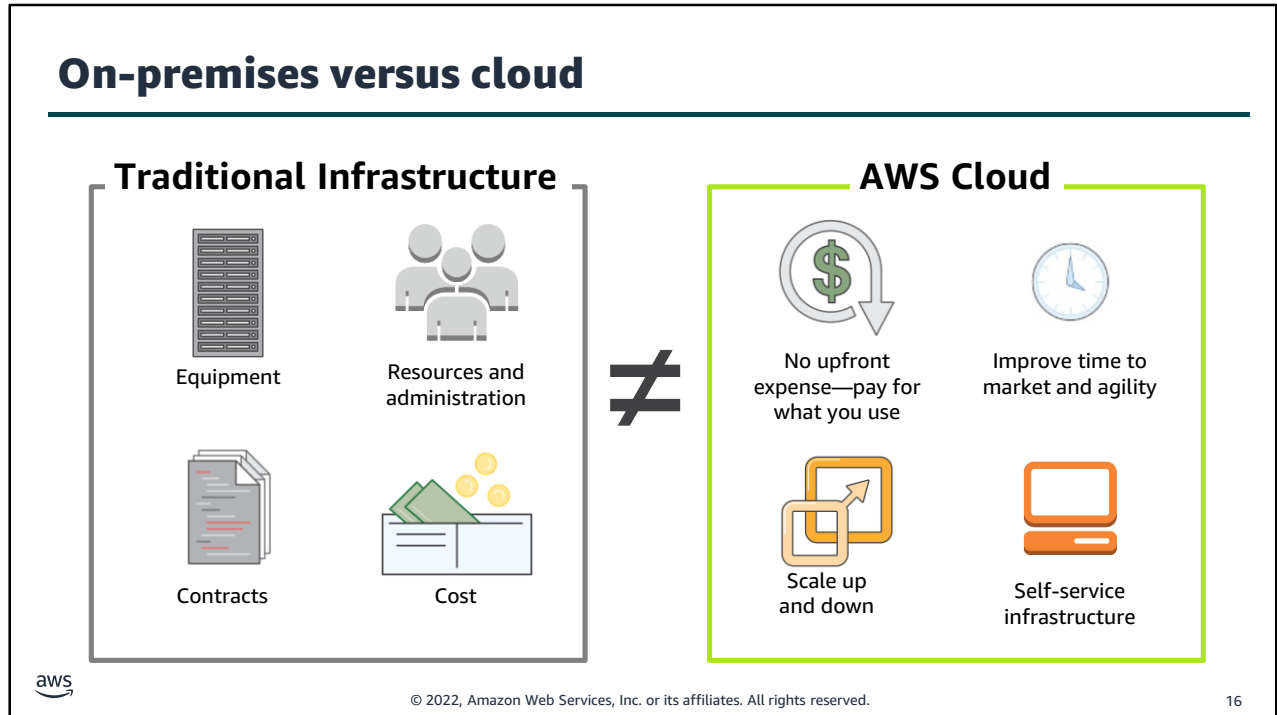 On-premises versus cloud
Traditional Infrastructure
Equipment
Resources and
administration
Contracts
Cost
≠
AWS Cloud
$
No upfront
expense—pay for
what you use
Improve time to
market and agility
Scale up
and down
Self-service
infrastructure
aws
© 2022, Amazon Web Services, Inc. or its affiliates. All rights reserved.
16